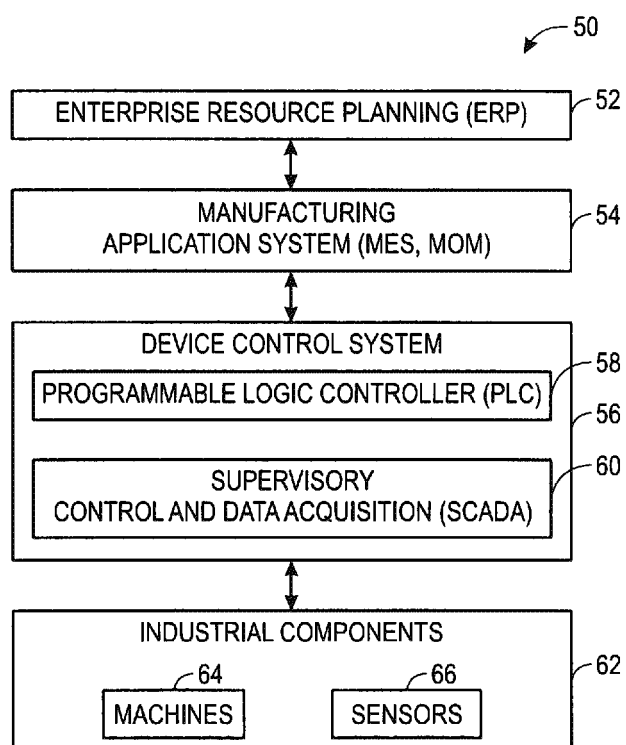 50
ENTERPRISE RESOURCE PLANNING (ERP)
52
MANUFACTURING
APPLICATION SYSTEM (MES, MOM)
54
DEVICE CONTROL SYSTEM
58
PROGRAMMABLE LOGIC CONTROLLER (PLC)
56
SUPERVISORY
60
CONTROL AND DATA ACQUISITION (SCADA)
INDUSTRIAL COMPONENTS
62
64
66
MACHINES
SENSORS